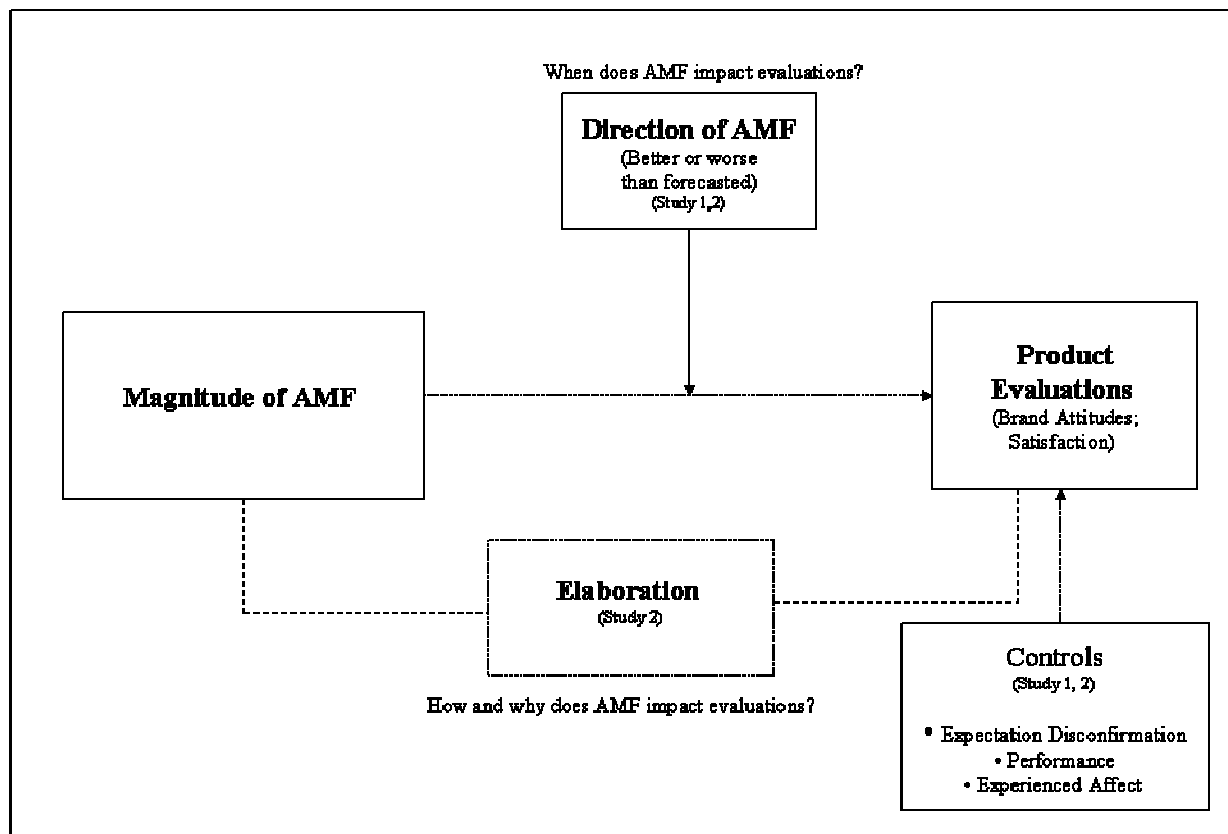 When does AMF impact evaluations?
Direction of AMF
(Better or worse
than forecasted)
(Study 1,2)
Magnitude of AMF
Product
Evaluations
(Brand Attitudes;
Satisfaction)
Elaboration
(Study 2)
How and why does AMF impact evaluations?
Controls
(Study 1, 2)
• Expectation Disconfirmation
• Performance
• Experienced Affect